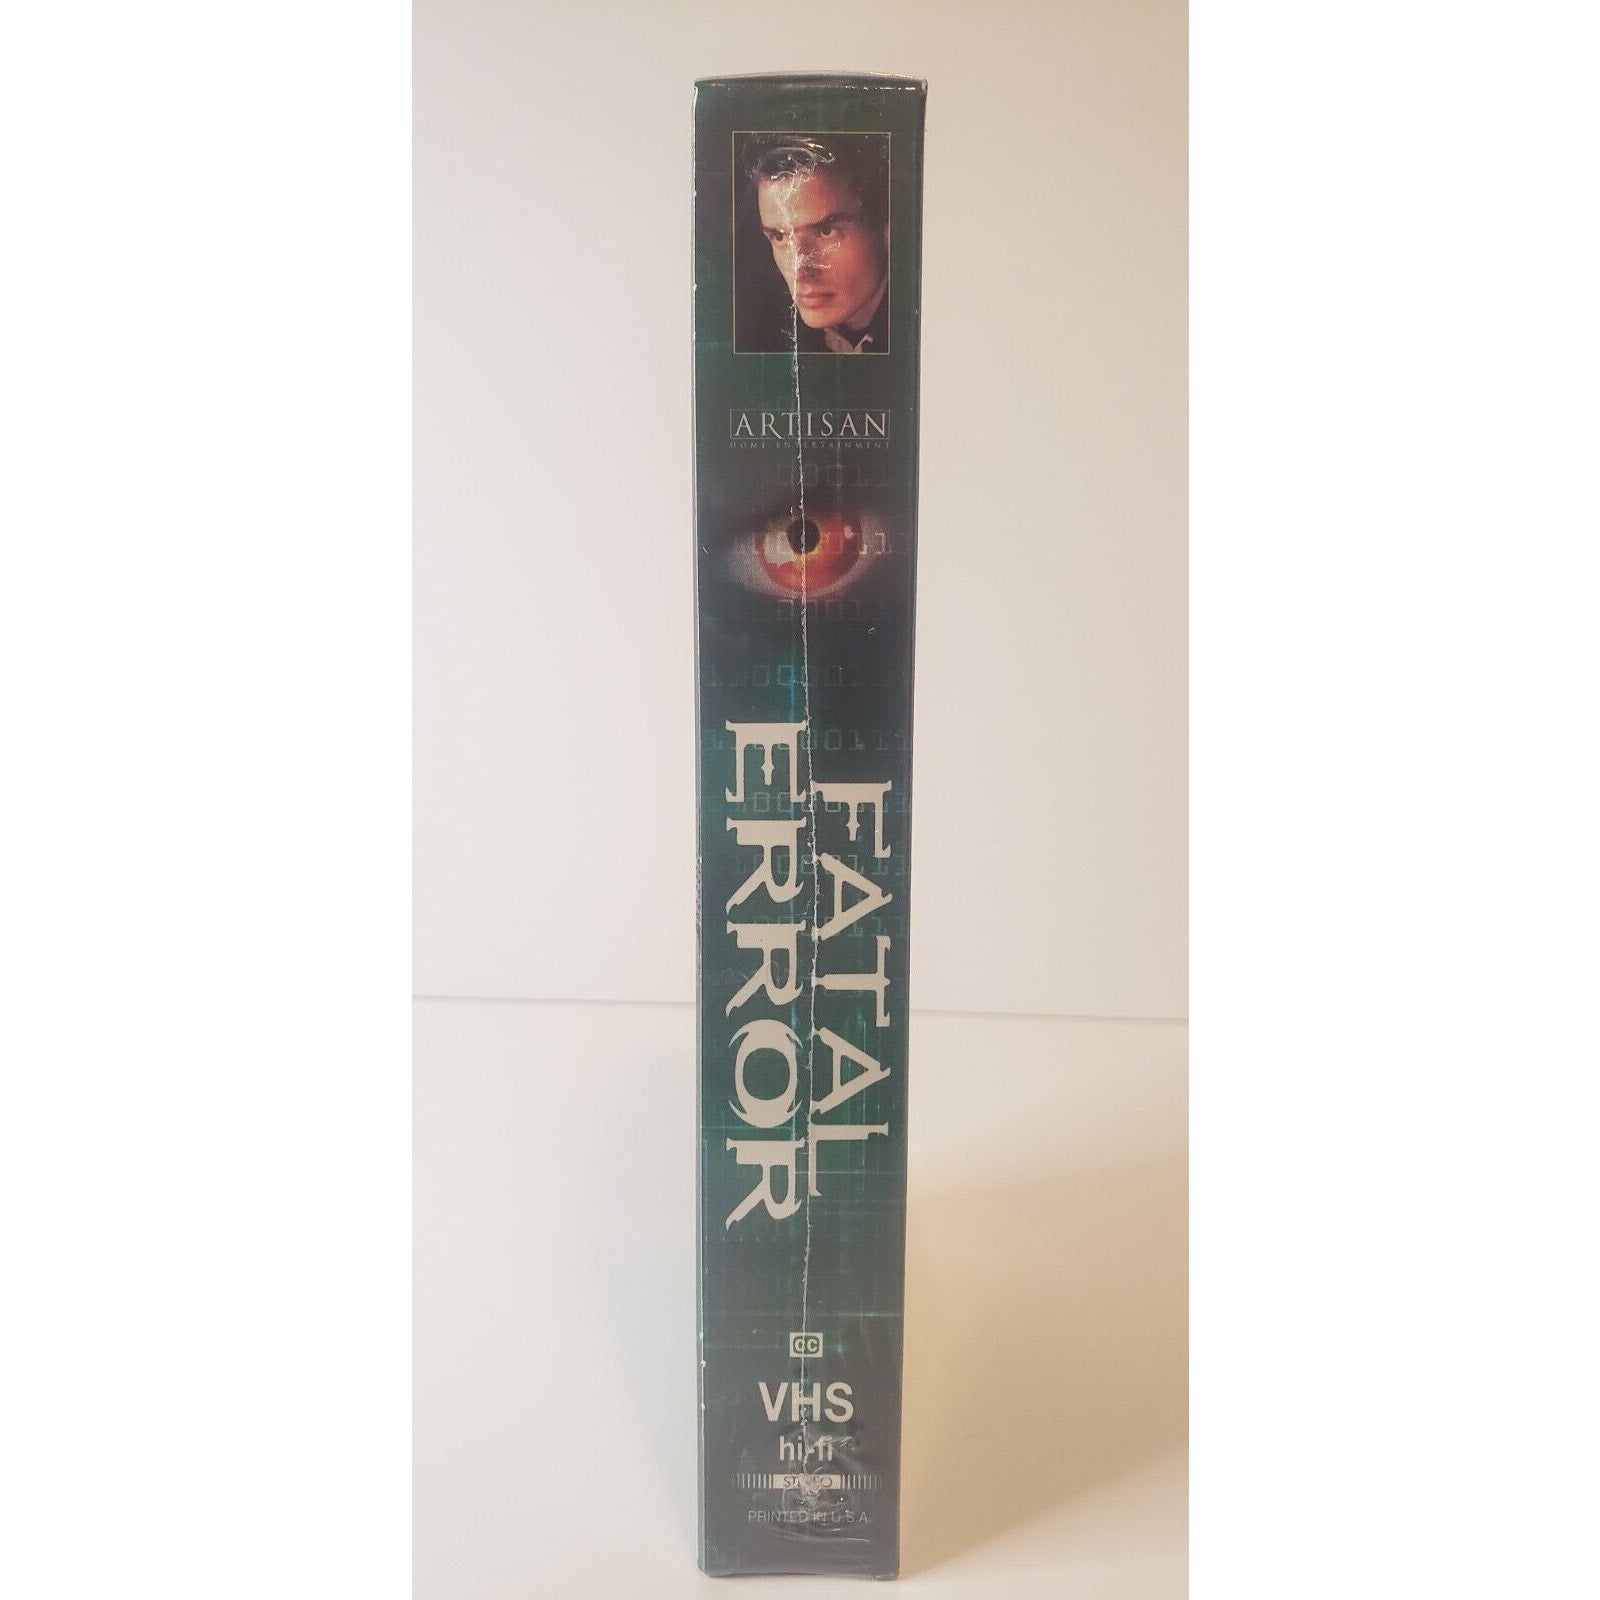 ARTISAN
HOME ENTERTAINMENT
FATAL
ERROR
CC
VHS
hi-fi
STEREO
PRINTED IN U.S.A.